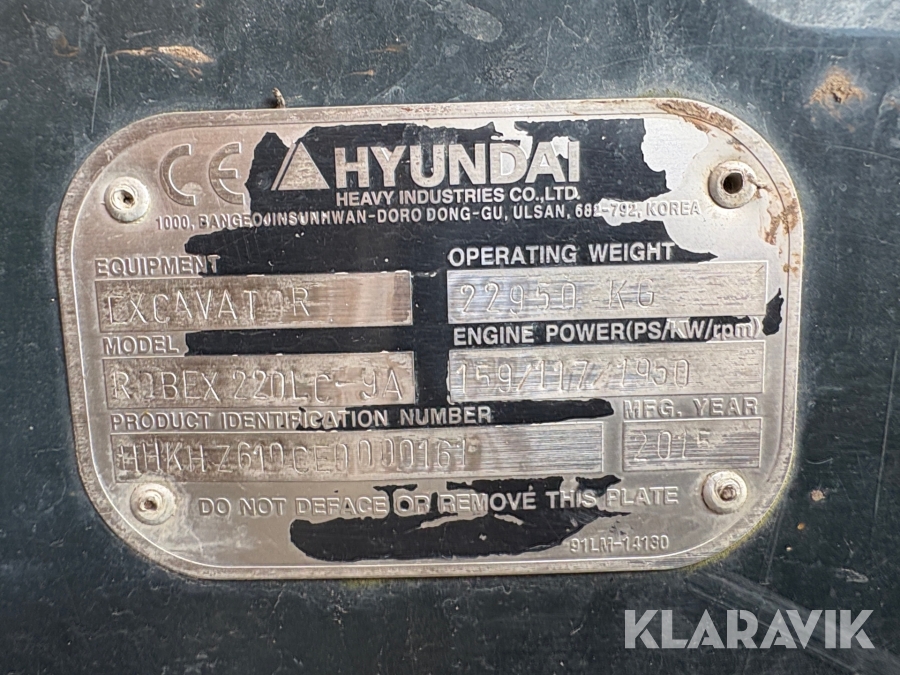 CE
HYUNDAI
HEAVY INDUSTRIES CO.,LTD.
1000, BANGEOJINSUNHWAN-DORO DONG-GU, ULSAN, 682-792, KOREA
EQUIPMENT
EXCAVATOR
OPERATING WEIGHT
22950 KG
MODEL
ROBEX 220LC-9A
ENGINE POWER(PS/KW/rpm)
159/117/1950
PRODUCT IDENTIFICATION NUMBER
MFG. YEAR
2015
DO NOT DEFACE OR REMOVE THIS PLATE
91LM-14130
KLARAVIK